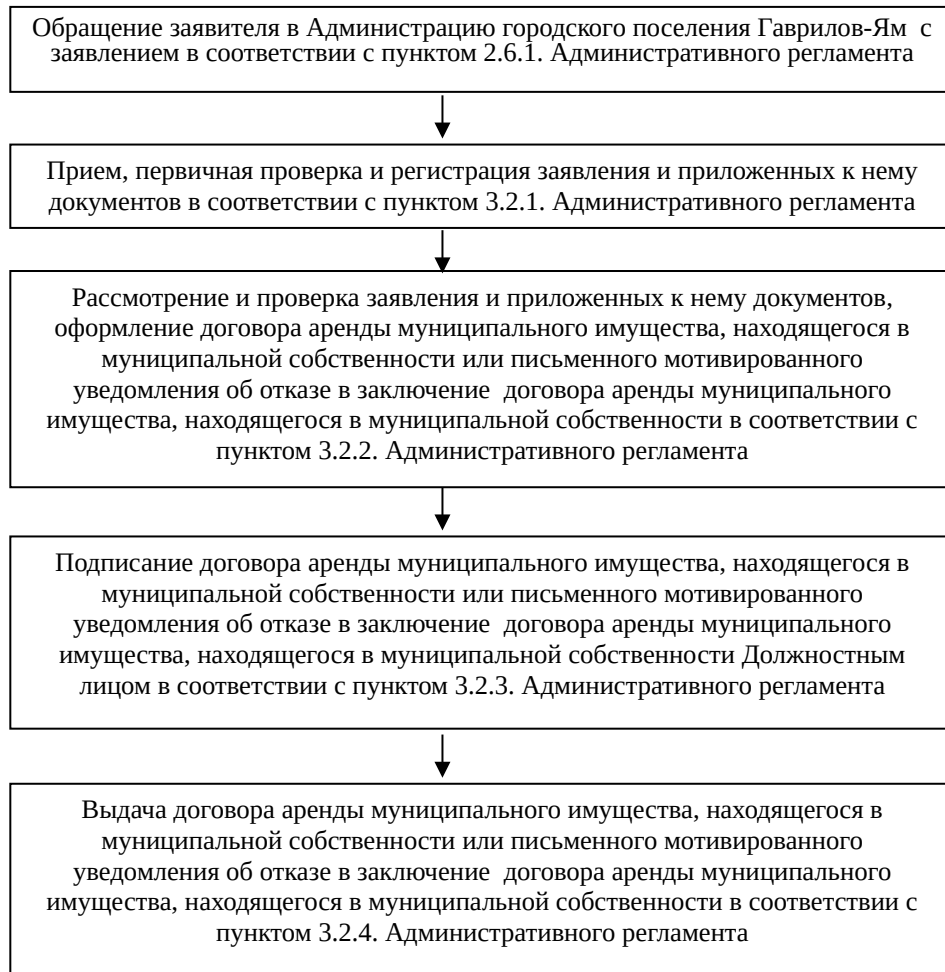 Обращение заявителя в Администрацию городского поселения Гаврилов-Ям  с
заявлением в соответствии с пунктом 2.6.1. Административного регламента
Прием, первичная проверка и регистрация заявления и приложенных к нему
документов в соответствии с пунктом 3.2.1. Административного регламента
Рассмотрение и проверка заявления и приложенных к нему документов,
оформление договора аренды муниципального имущества, находящегося в
муниципальной собственности или письменного мотивированного
уведомления об отказе в заключение  договора аренды муниципального
имущества, находящегося в муниципальной собственности в соответствии с
пунктом 3.2.2. Административного регламента
Подписание договора аренды муниципального имущества, находящегося в
муниципальной собственности или письменного мотивированного
уведомления об отказе в заключение  договора аренды муниципального
имущества, находящегося в муниципальной собственности Должностным
лицом в соответствии с пунктом 3.2.3. Административного регламента
Выдача договора аренды муниципального имущества, находящегося в
муниципальной собственности или письменного мотивированного
уведомления об отказе в заключение  договора аренды муниципального
имущества, находящегося в муниципальной собственности в соответствии с
пунктом 3.2.4. Административного регламента